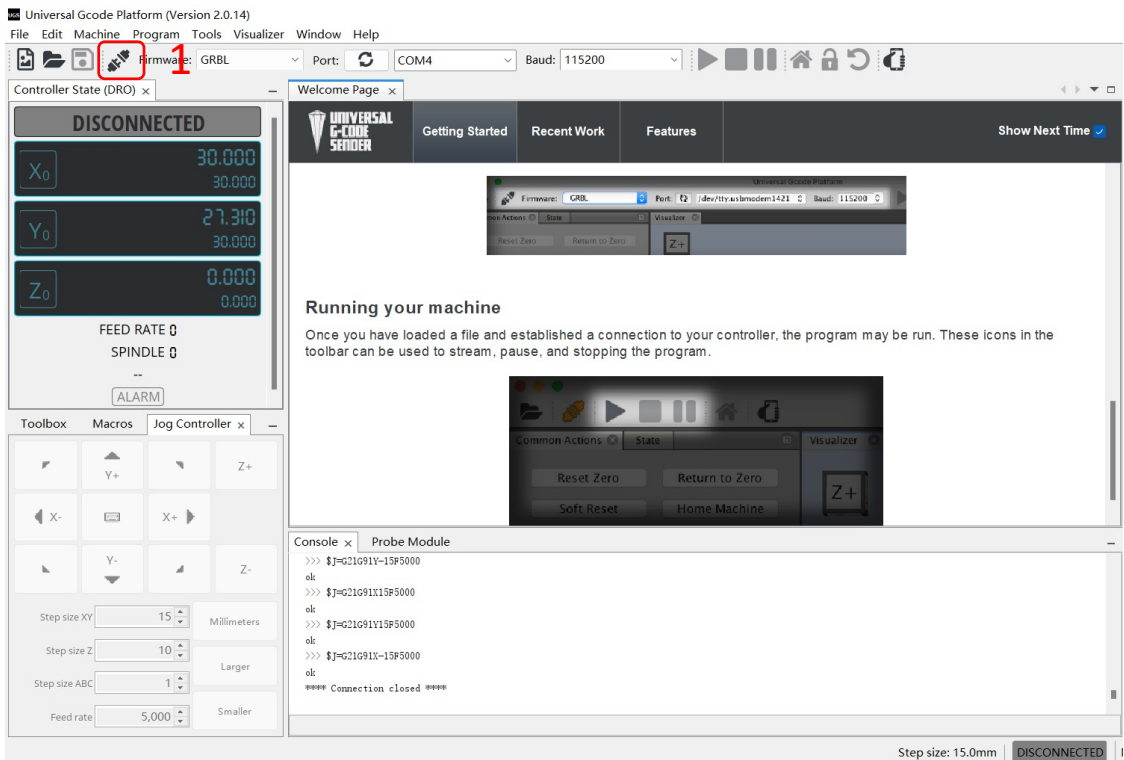 UGS Universal Gcode Platform (Version 2.0.14)
File Edit Machine Program Tools Visualizer Window Help
1
Firmware: GRBL Port: COM4 Baud: 115200
Controller State (DRO) x
Welcome Page x
DISCONNECTED
X0 30.000
30.000
Y0 27.310
30.000
Z0 0.000
0.000
FEED RATE 0
SPINDLE 0
--
ALARM
UNIVERSAL
G-CODE
SENDER
Getting Started Recent Work Features Show Next Time
Universal Gcode Platform
Firmware: GRBL Port: /dev/tty.usbmodem1421 Baud: 115200
Common Actions State Visualizer
Reset Zero Return to Zero Z+
Running your machine
Once you have loaded a file and established a connection to your controller, the program may be run. These icons in the
toolbar can be used to stream, pause, and stopping the program.
Common Actions State Visualizer
Reset Zero Return to Zero
Z+
Soft Reset Home Machine
Toolbox Macros Jog Controller x
Y+ Z+
X- X+
Y- Z-
Step size XY 15 Millimeters
Step size Z 10
Larger
Step size ABC 1
Feed rate 5,000 Smaller
Console x Probe Module
>>> $J=G21G91Y-15F5000
ok
>>> $J=G21G91X15F5000
ok
>>> $J=G21G91Y15F5000
ok
>>> $J=G21G91X-15F5000
ok
**** Connection closed ****
Step size: 15.0mm DISCONNECTED